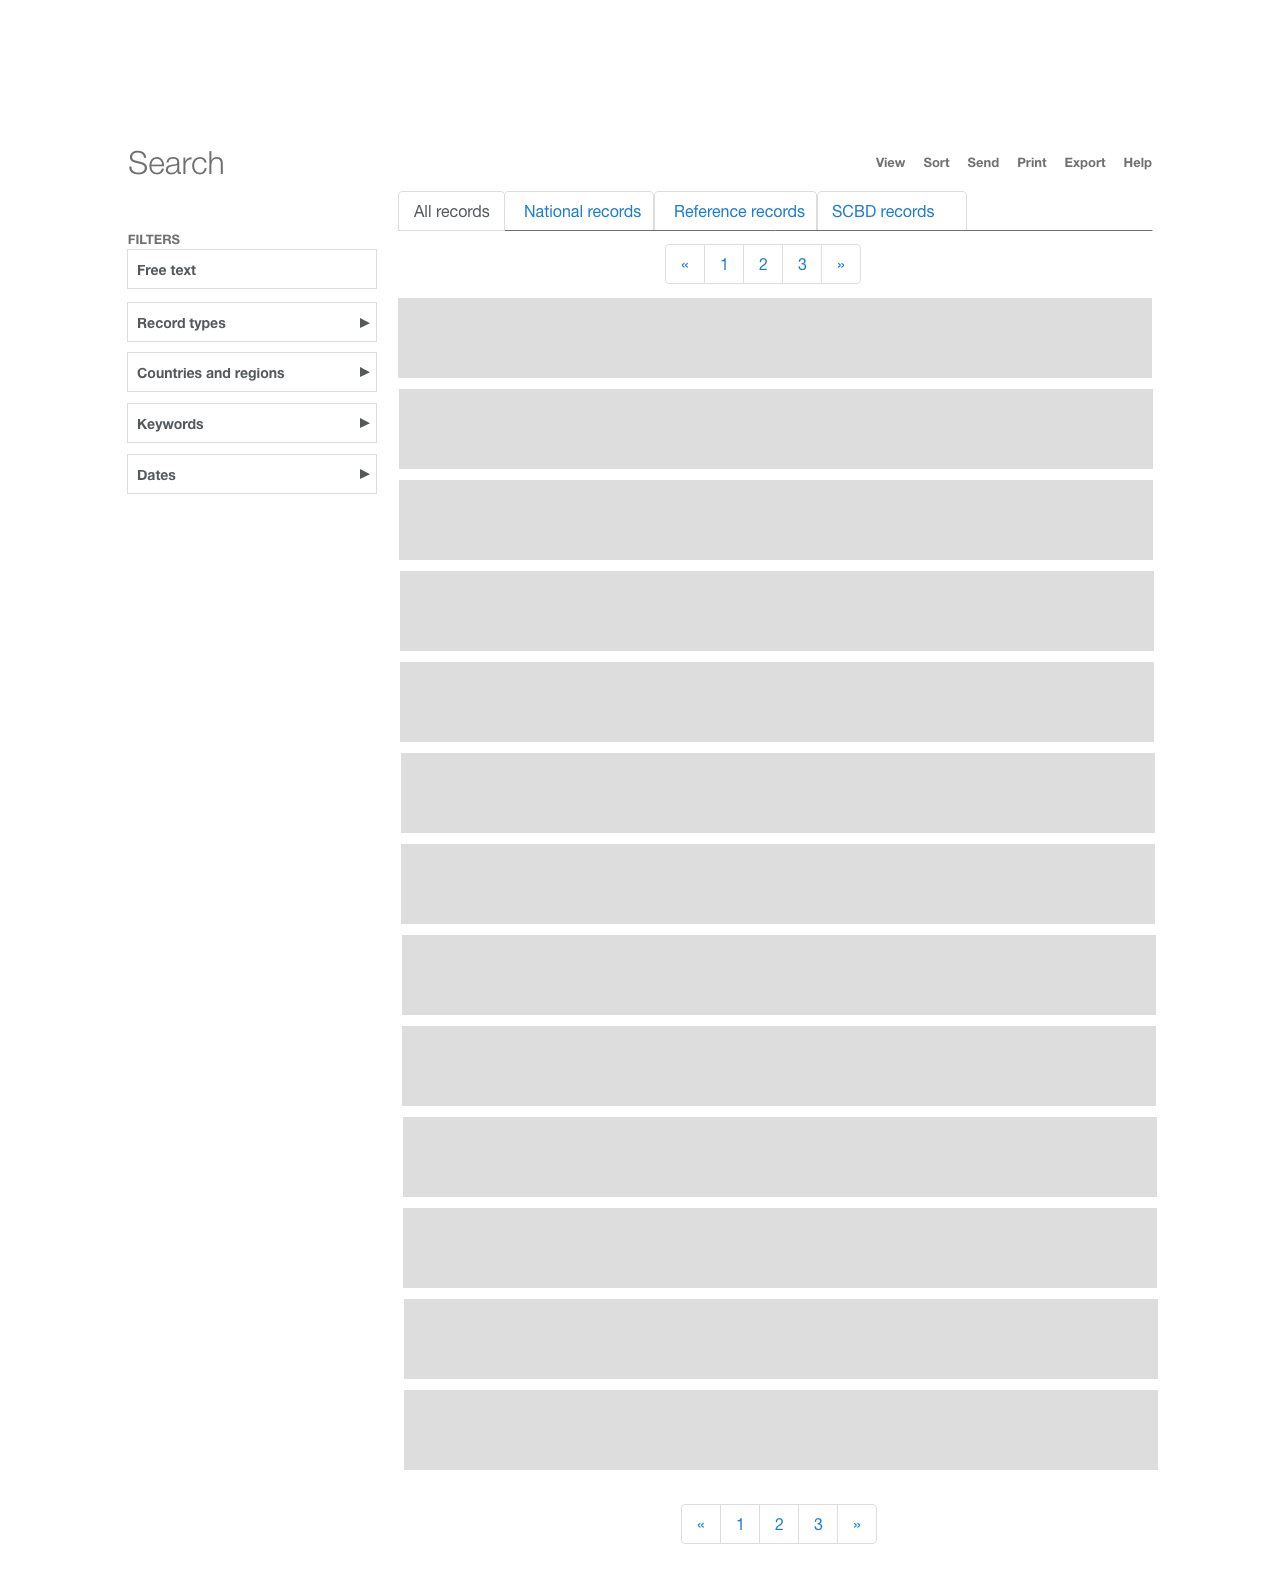 Search
View Sort Send Print Export Help
All records National records Reference records SCBD records
FILTERS
« 1 2 3 »
Free text
Record types ▶
Countries and regions ▶
Keywords ▶
Dates ▶
« 1 2 3 »